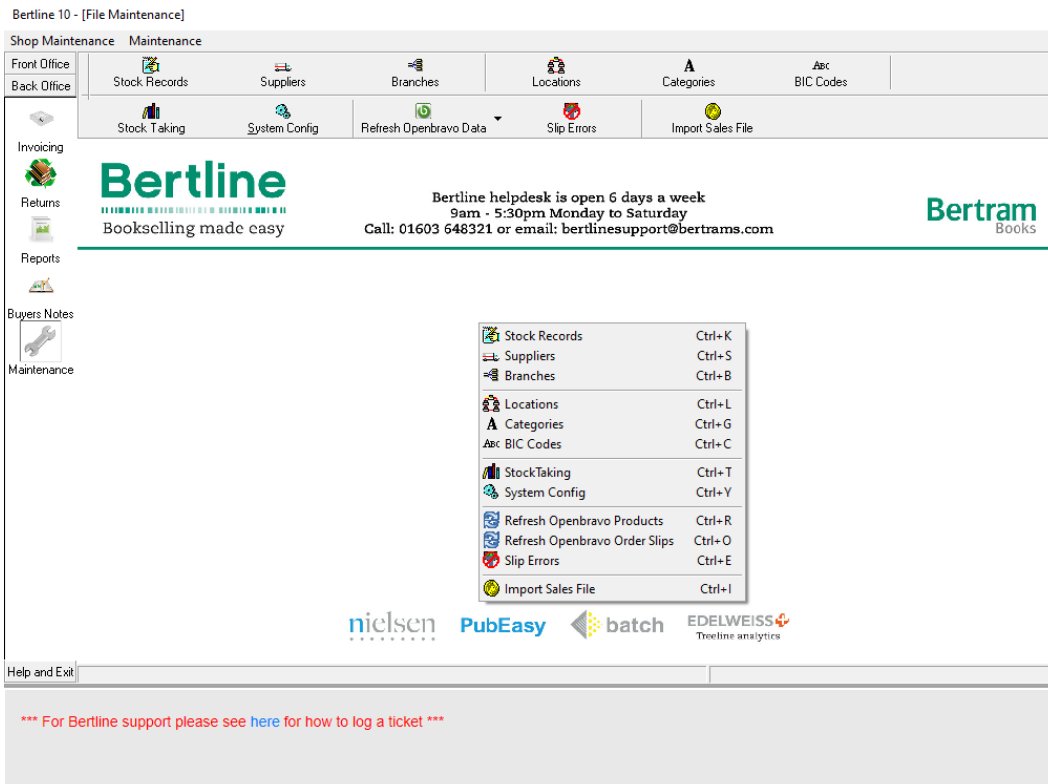 Bertline 10 - [File Maintenance]
Shop Maintenance Maintenance
Front Office
Back Office
Stock Records Suppliers Branches Locations Categories BIC Codes
Stock Taking System Config Refresh Openbravo Data Slip Errors Import Sales File
Invoicing
Returns
Reports
Buyers Notes
Maintenance
Bertline
Bookselling made easy
Bertline helpdesk is open 6 days a week
9am - 5:30pm Monday to Saturday
Call: 01603 648321 or email: bertlinesupport@bertrams.com
Bertram
Books
Stock Records Ctrl+K
Suppliers Ctrl+S
Branches Ctrl+B
Locations Ctrl+L
A Categories Ctrl+G
ABC BIC Codes Ctrl+C
StockTaking Ctrl+T
System Config Ctrl+Y
Refresh Openbravo Products Ctrl+R
Refresh Openbravo Order Slips Ctrl+O
Slip Errors Ctrl+E
Import Sales File Ctrl+I
nielsen PubEasy batch EDELWEISS
Treeline analytics
Help and Exit
*** For Bertline support please see here for how to log a ticket ***